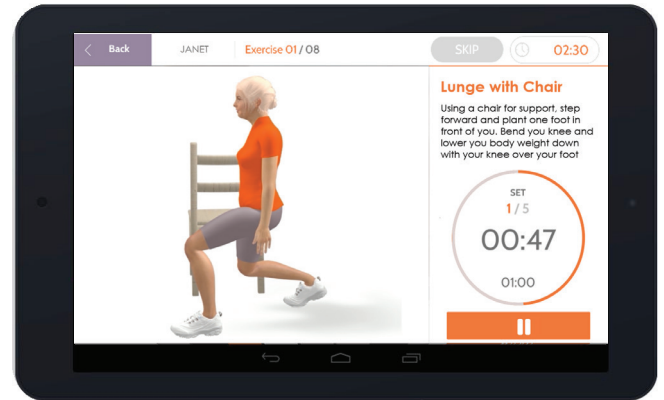 Back
JANET
Exercise 01 / 08
SKIP
02:30
Lunge with Chair
Using a chair for support, step
forward and plant one foot in
front of you. Bend you knee and
lower you body weight down
with your knee over your foot
SET
1 / 5
00:47
01:00